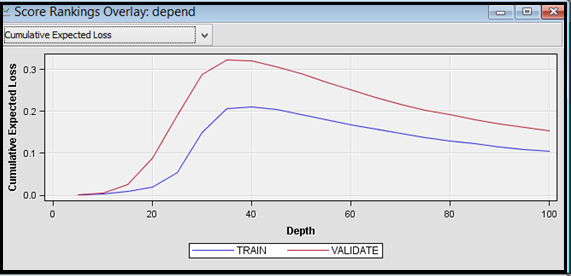 Score Rankings Overlay: depend
Cumulative Expected Loss
Cumulative Expected Loss
0.3
0.2
0.1
0.0
0 20 40 60 80 100
Depth
TRAIN VALIDATE